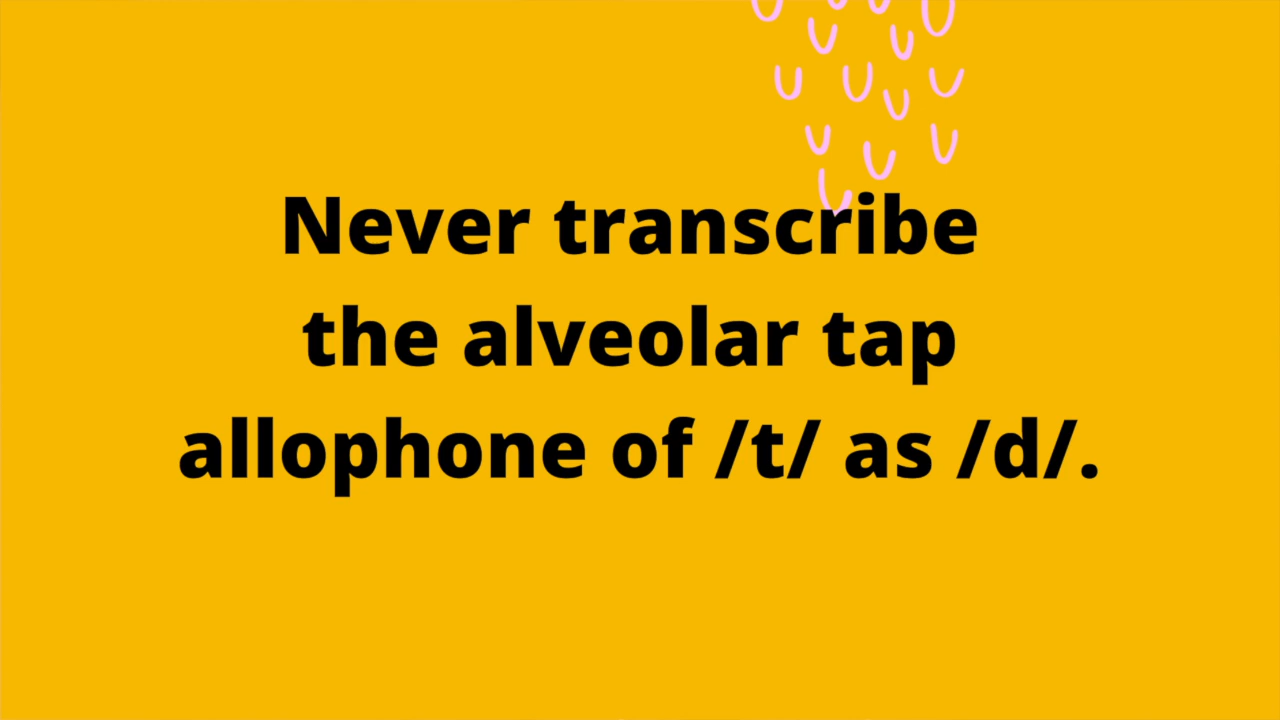 Never transcribe
the alveolar tap
allophone of /t/ as /d/.